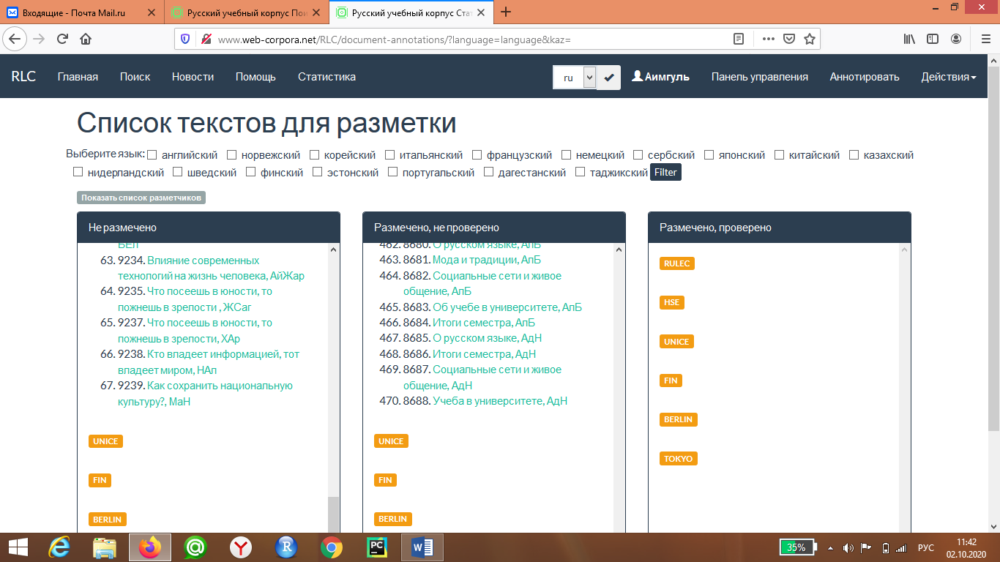 Входящие - Почта Mail.ru
Русский учебный корпус Пои
Русский учебный корпус Стат
www.web-corpora.net/RLC/document-annotations/?language=language&kaz=
RLC Главная Поиск Новости Помощь Статистика ru Аимгуль Панель управления Аннотировать Действия
Список текстов для разметки
Выберите язык: английский норвежский корейский итальянский французский немецкий сербский японский китайский казахский
нидерландский шведский финский эстонский португальский дагестанский таджикский Filter
Показать список разметчиков
Не размечено
БЕЛ
63. 9234. Влияние современных
технологий на жизнь человека, АйЖар
64. 9235. Что посеешь в юности, то
пожнешь в зрелости , ЖСаг
65. 9237. Что посеешь в юности, то
пожнешь в зрелости, ХАр
66. 9238. Кто владеет информацией, тот
владеет миром, НАл
67. 9239. Как сохранить национальную
культуру?, МаН
UNICE
FIN
BERLIN
Размечено, не проверено
462. 8680. О русском языке, АлБ
463. 8681. Мода и традиции, АлБ
464. 8682. Социальные сети и живое
общение, АлБ
465. 8683. Об учебе в университете, АлБ
466. 8684. Итоги семестра, АлБ
467. 8685. О русском языке, АдН
468. 8686. Итоги семестра, АдН
469. 8687. Социальные сети и живое
общение, АдН
470. 8688. Учеба в университете, АдН
UNICE
FIN
BERLIN
Размечено, проверено
RULEC
HSE
UNICE
FIN
BERLIN
TOKYO
35% РУС 11:42
02.10.2020